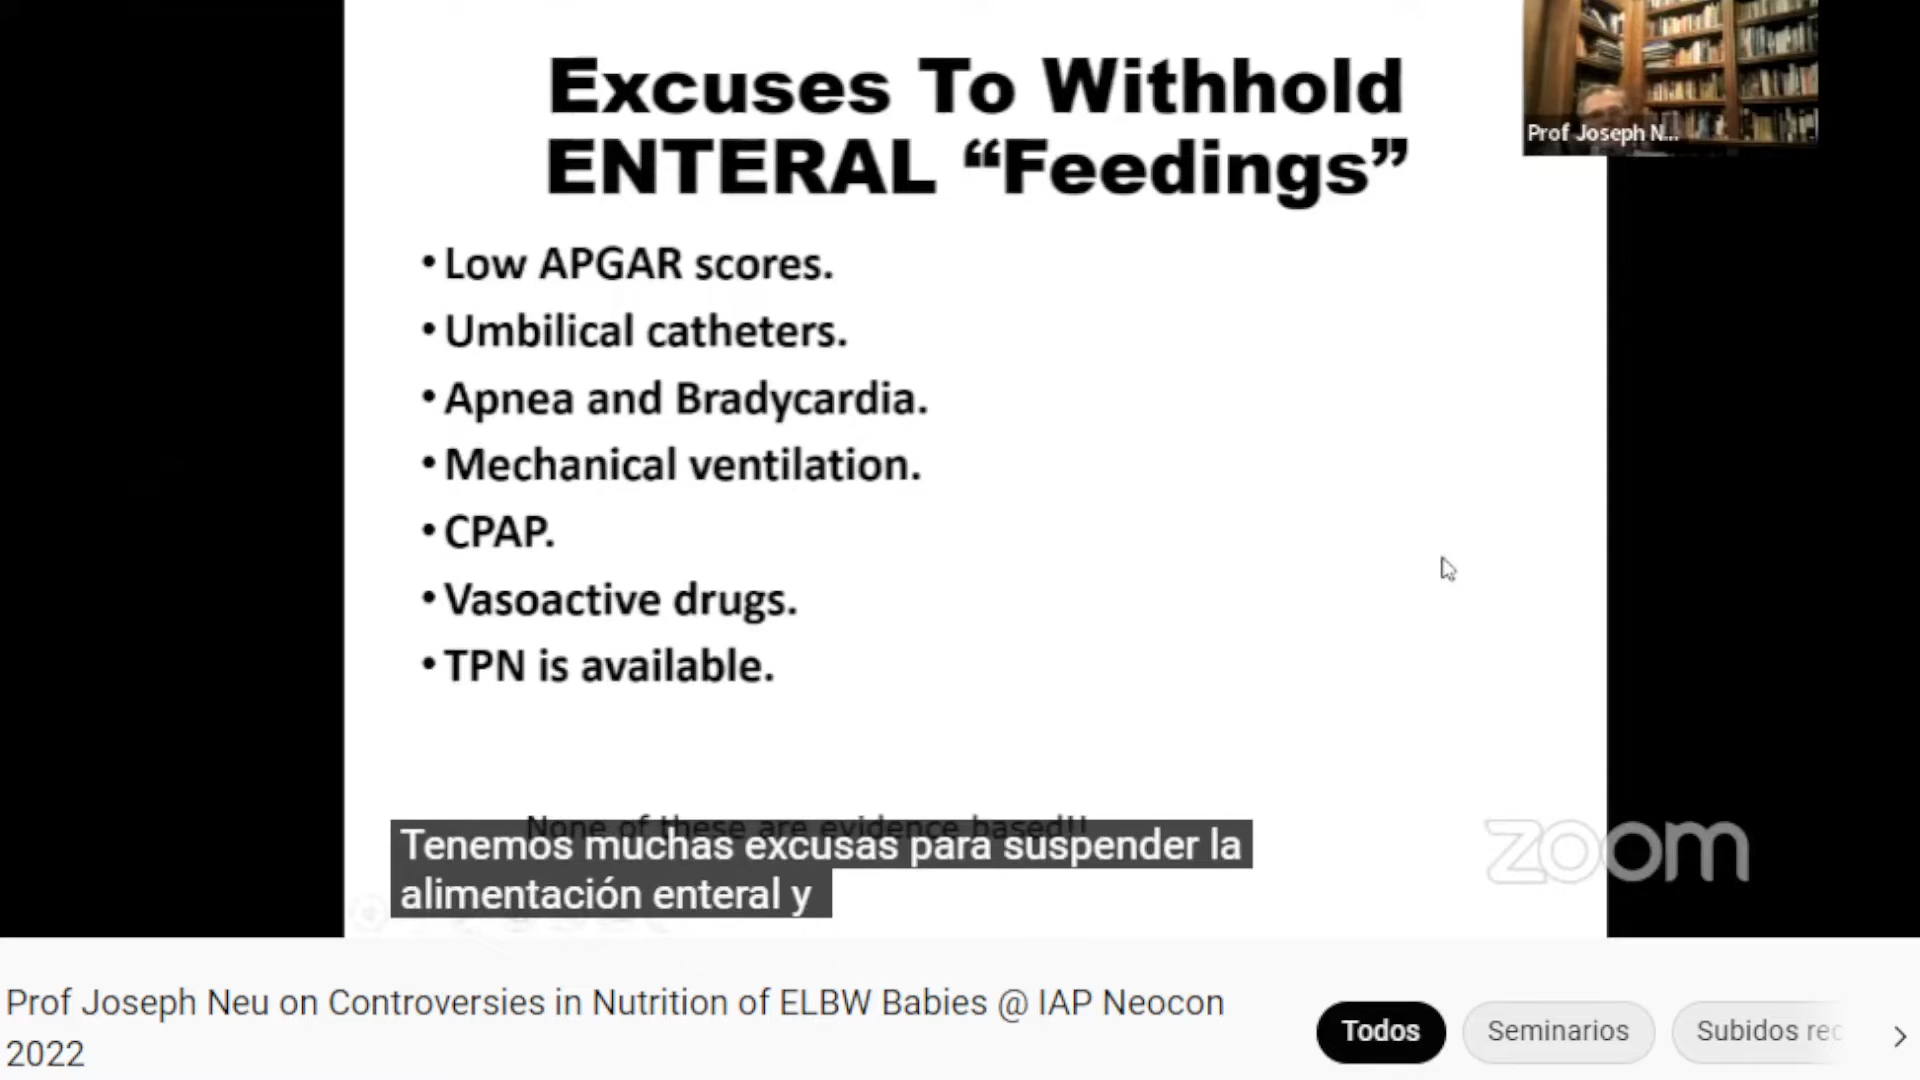 Excuses To Withhold
ENTERAL “Feedings”
Prof Joseph N...
• Low APGAR scores.
• Umbilical catheters.
• Apnea and Bradycardia.
• Mechanical ventilation.
• CPAP.
• Vasoactive drugs.
• TPN is available.
None of these are evidence based!!
Tenemos muchas excusas para suspender la
alimentación enteral y
zoom
Prof Joseph Neu on Controversies in Nutrition of ELBW Babies @ IAP Neocon
2022
Todos
Seminarios
Subidos rec